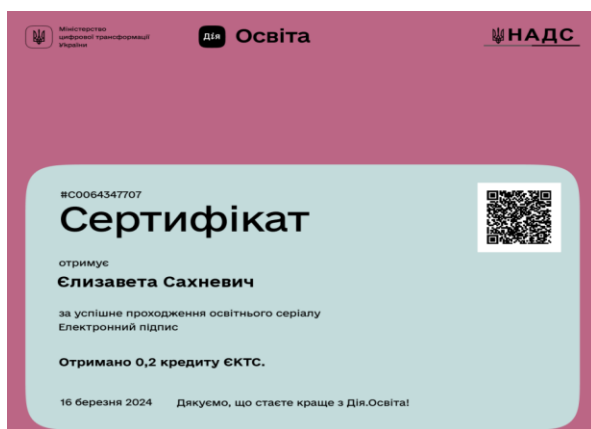 Міністерство
цифрової трансформації
України
Дія Освіта
НАДС
#C0064347707
Сертифікат
отримує
Єлизавета Сахневич
за успішне проходження освітнього серіалу
Електронний підпис
Отримано 0,2 кредиту ЄКТС.
16 березня 2024 Дякуємо, що стаєте краще з Дія.Освіта!